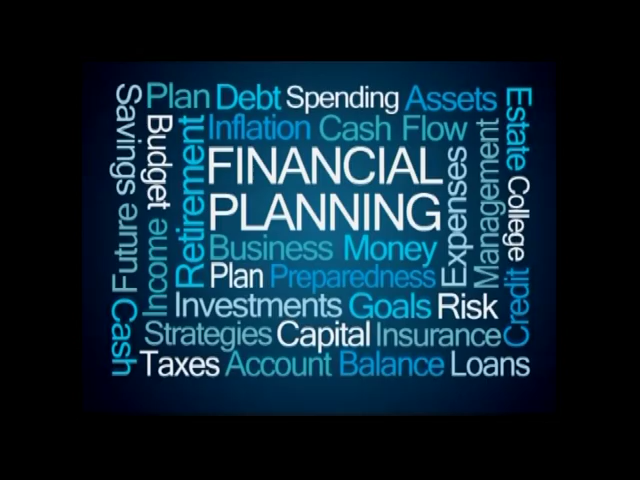 Plan Debt Spending Assets
Inflation Cash Flow
FINANCIAL
PLANNING
Business Money
Plan Preparedness
Investments Goals Risk
Strategies Capital Insurance
Taxes Account Balance Loans
Savings Future Cash
Budget Income
Retirement
Expenses
Management
Estate College Credit